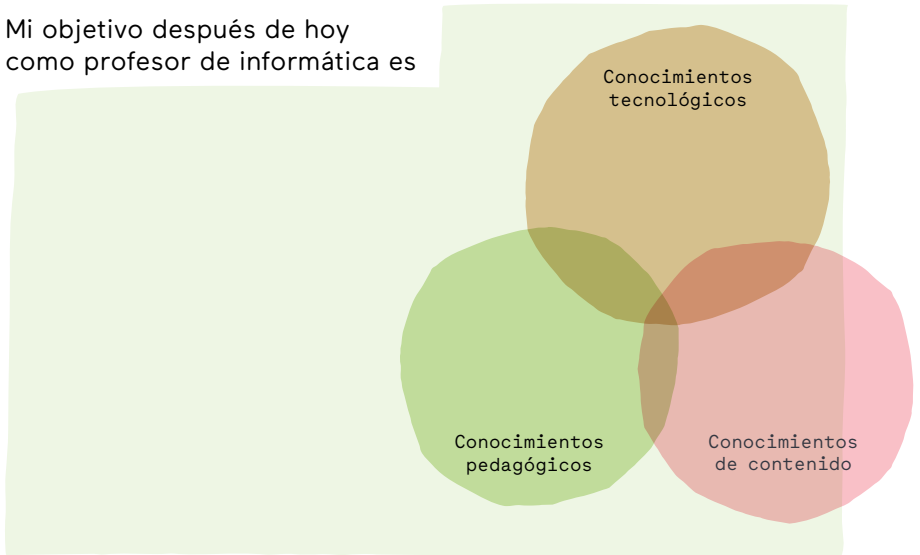 Mi objetivo después de hoy
como profesor de informática es
Conocimientos
tecnológicos
Conocimientos
pedagógicos
Conocimientos
de contenido